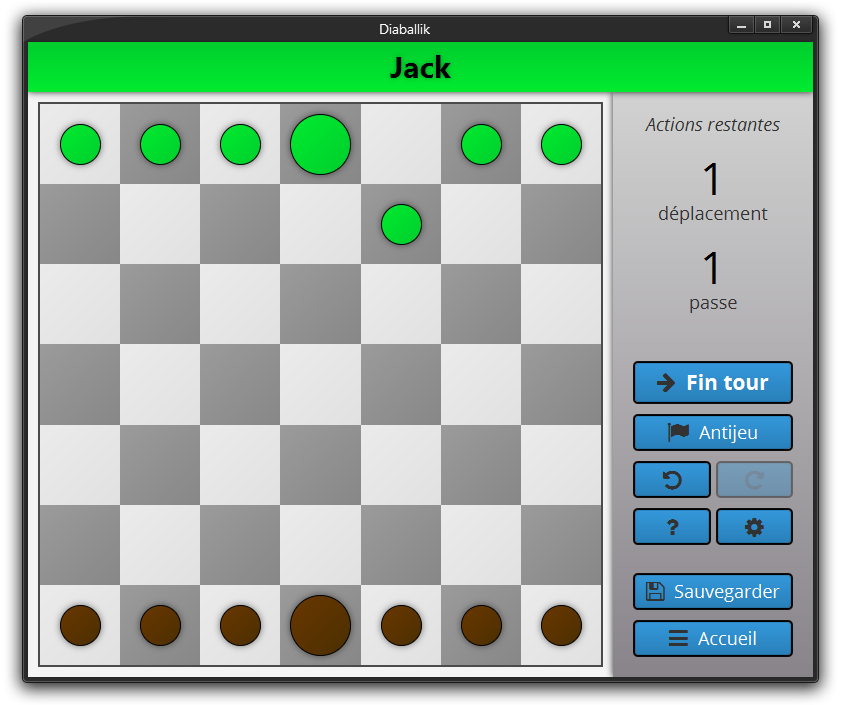 Diaballik
Jack
Actions restantes
1
déplacement
1
passe
Fin tour
Antijeu
?
Sauvegarder
Accueil